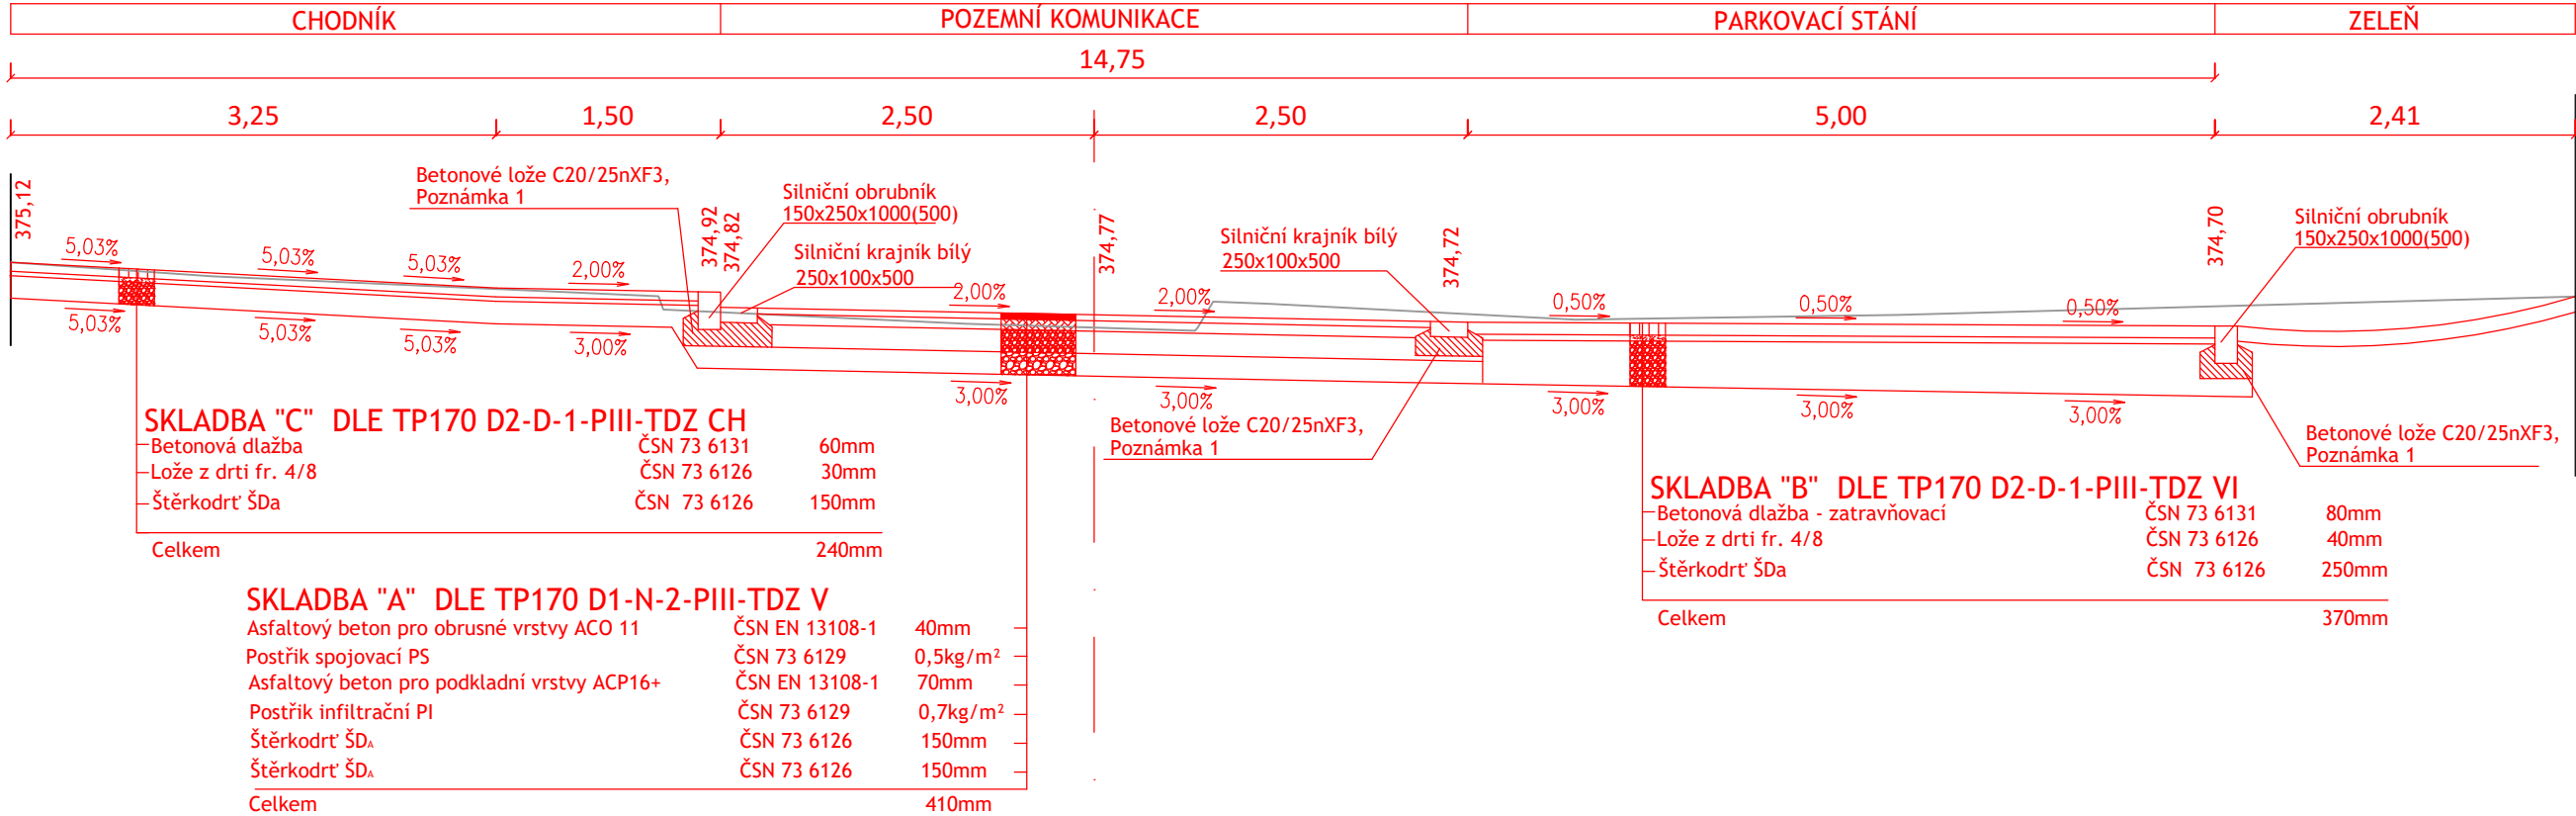 CHODNÍK POZEMNÍ KOMUNIKACE PARKOVACÍ STÁNÍ ZELEŇ
14,75
3,25 1,50 2,50 2,50 5,00 2,41
375,12
Betonové lože C20/25nXF3,
Poznámka 1
374,92
374,82
Silniční obrubník
150x250x1000(500)
Silniční krajník bílý
250x100x500
374,77
Silniční krajník bílý
250x100x500
374,72
374,70
Silniční obrubník
150x250x1000(500)
5,03% 5,03% 5,03% 2,00% 2,00% 2,00% 0,50% 0,50% 0,50%
5,03% 5,03% 5,03% 3,00% 3,00% 3,00% 3,00% 3,00% 3,00%
Betonové lože C20/25nXF3,
Poznámka 1
Betonové lože C20/25nXF3,
Poznámka 1
SKLADBA "C" DLE TP170 D2-D-1-PIII-TDZ CH
Betonová dlažba ČSN 73 6131 60mm
Lože z drti fr. 4/8 ČSN 73 6126 30mm
Štěrkodrť ŠDa ČSN 73 6126 150mm
Celkem 240mm
SKLADBA "B" DLE TP170 D2-D-1-PIII-TDZ VI
Betonová dlažba - zatravňovací ČSN 73 6131 80mm
Lože z drti fr. 4/8 ČSN 73 6126 40mm
Štěrkodrť ŠDa ČSN 73 6126 250mm
Celkem 370mm
SKLADBA "A" DLE TP170 D1-N-2-PIII-TDZ V
Asfaltový beton pro obrusné vrstvy ACO 11 ČSN EN 13108-1 40mm
Postřik spojovací PS ČSN 73 6129 0,5kg/m²
Asfaltový beton pro podkladní vrstvy ACP16+ ČSN EN 13108-1 70mm
Postřik infiltrační PI ČSN 73 6129 0,7kg/m²
Štěrkodrť ŠDA ČSN 73 6126 150mm
Štěrkodrť ŠDA ČSN 73 6126 150mm
Celkem 410mm